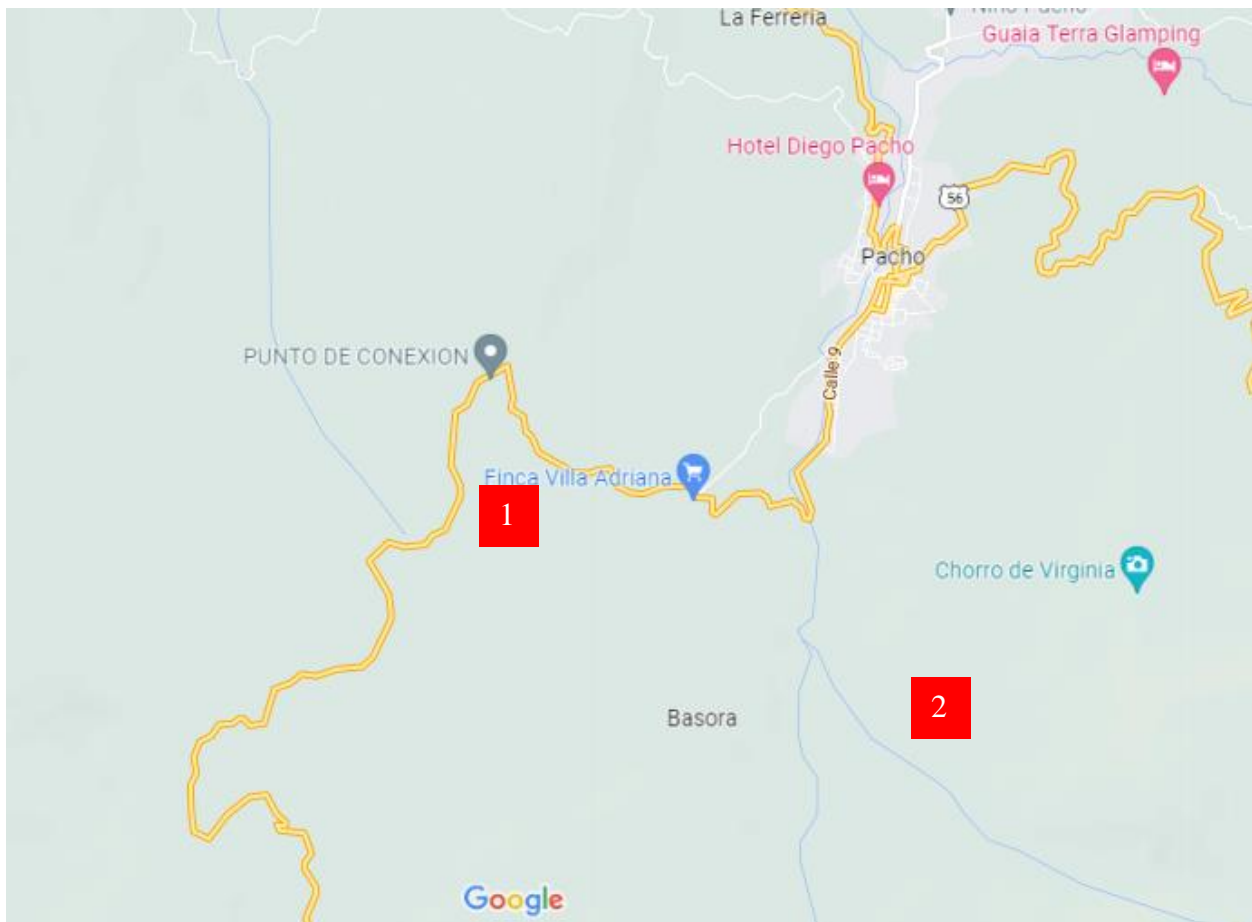 La Ferreria
Guaia Terra Glamping
Hotel Diego Pacho
56
Pacho
PUNTO DE CONEXION
Calle 9
Finca Villa Adriana
1
Chorro de Virginia
2
Basora
Google